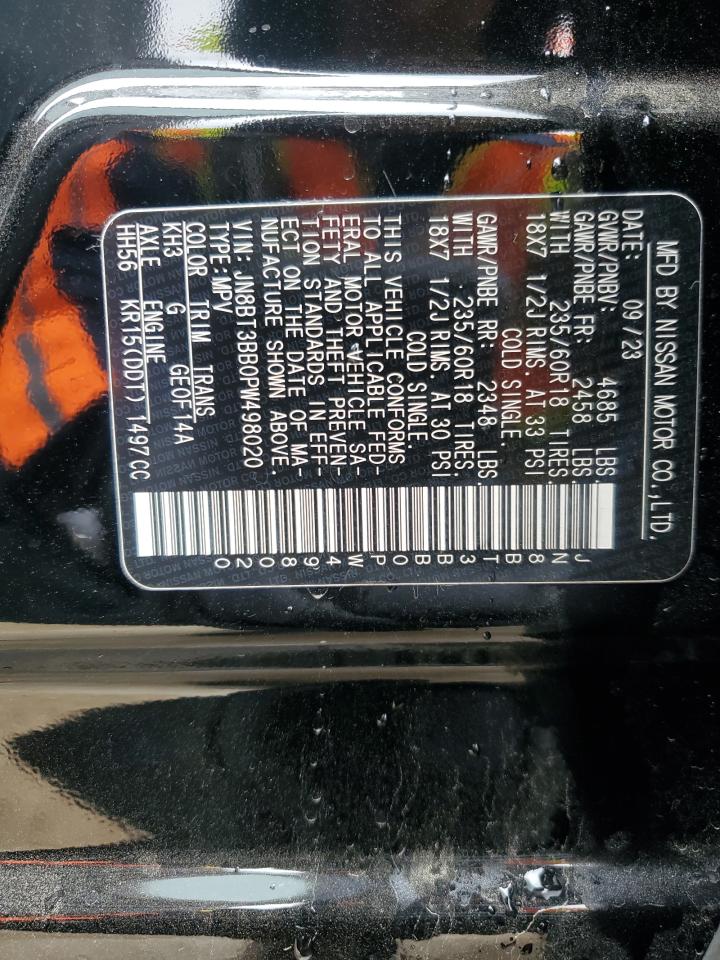 MFD BY NISSAN MOTOR CO.,LTD.
DATE: 09/23
GVWR/PNBV: 4685 LBS.
GAWR/PNBE FR: 2458 LBS.
WITH 235/60R18 TIRES,
18X7 1/2J RIMS, AT 33 PSI
COLD SINGLE
GAWR/PNBE RR: 2348 LBS.
WITH 235/60R18 TIRES,
18X7 1/2J RIMS, AT 30 PSI
COLD SINGLE
THIS VEHICLE CONFORMS
TO ALL APPLICABLE FED-
ERAL MOTOR VEHICLE SA-
FETY AND THEFT PREVEN-
TION STANDARDS IN EFF-
ECT ON THE DATE OF MA-
NUFACTURE SHOWN ABOVE.
VIN: JN8BT3BB0PW498020
TYPE:MPV
COLOR TRIM TRANS
KH3 G GE0F14A
AXLE ENGINE
IH56 KR15(DDT) 1497CC
JN8BT3BB0PW498020